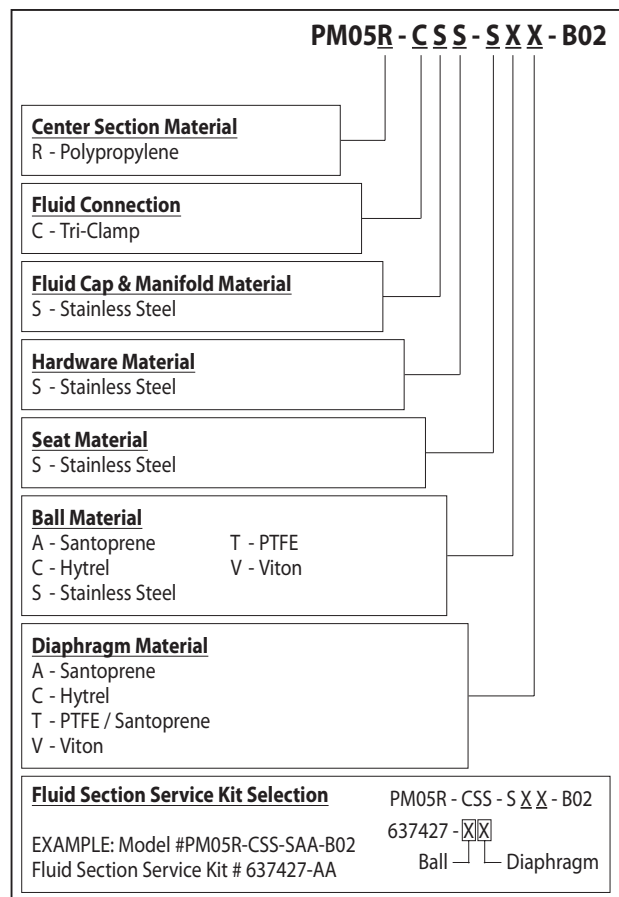 PM05R - C S S - S X X - B02
Center Section Material
R - Polypropylene
Fluid Connection
C - Tri-Clamp
Fluid Cap & Manifold Material
S - Stainless Steel
Hardware Material
S - Stainless Steel
Seat Material
S - Stainless Steel
Ball Material
A - Santoprene T - PTFE
C - Hytrel V - Viton
S - Stainless Steel
Diaphragm Material
A - Santoprene
C - Hytrel
T - PTFE / Santoprene
V - Viton
Fluid Section Service Kit Selection
PM05R - CSS - S X X - B02
637427 - X X
Ball Diaphragm
EXAMPLE: Model #PM05R-CSS-SAA-B02
Fluid Section Service Kit # 637427-AA